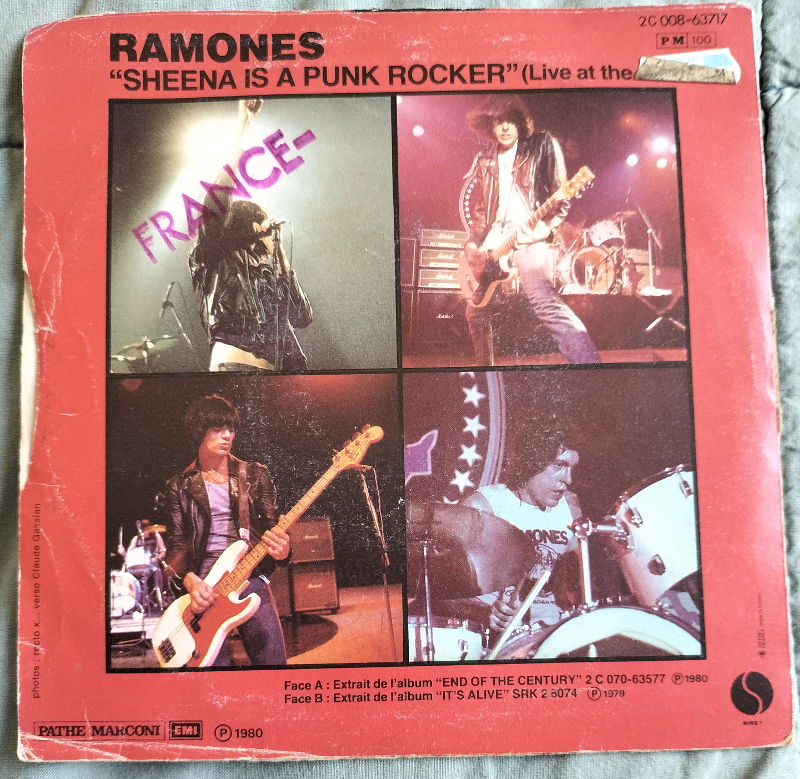 2C 008-63717
PM 100
RAMONES
"SHEENA IS A PUNK ROCKER" (Live at the
FRANCE-
Marshall
MONES
photos : recto x... verso Claude Gassian
Face A : Extrait de l'album "END OF THE CENTURY" 2 C 070-63577 Ⓟ 1980
Face B : Extrait de l'album "IT'S ALIVE" SRK 2 6074 Ⓟ 1979
PATHE MARCONI EMI Ⓟ 1980
SIRE